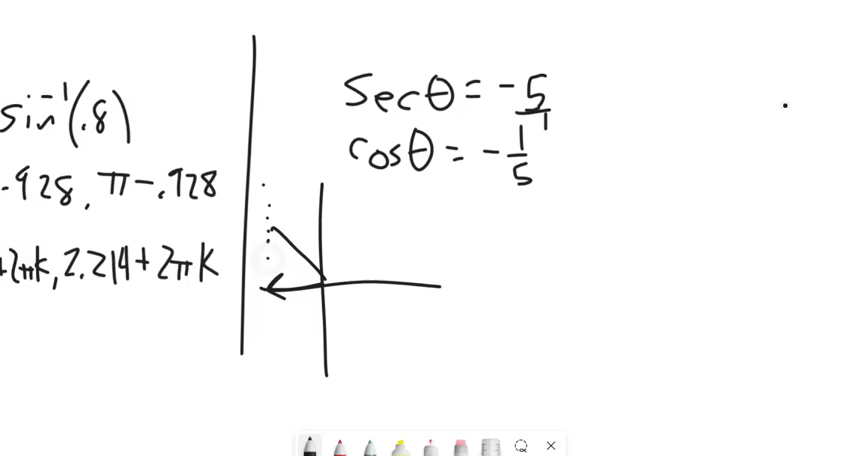 sin⁻¹(.8)
.928, π-.928
+2πk, 2.214+2πk
secθ = -5/1
cosθ = -1/5